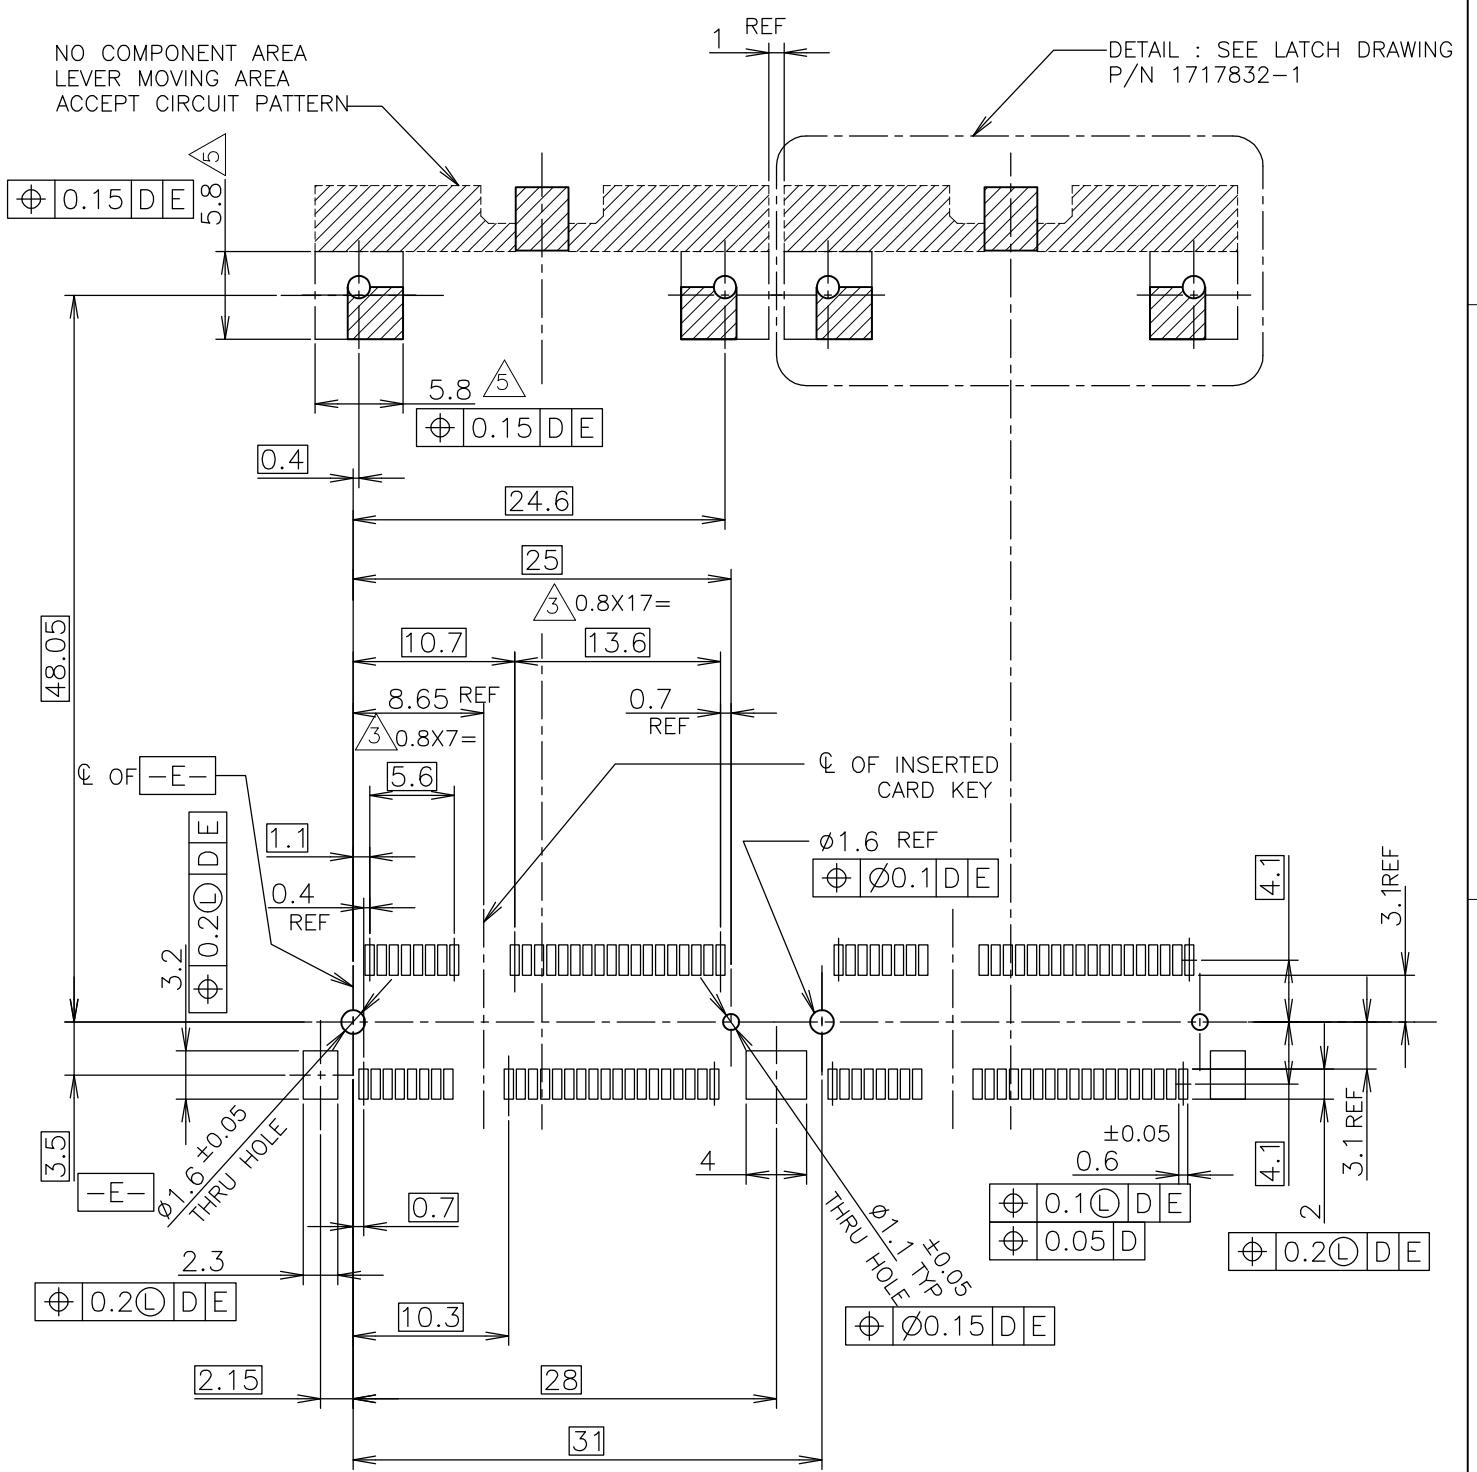 REF
1
NO COMPONENT AREA
LEVER MOVING AREA
ACCEPT CIRCUIT PATTERN
DETAIL : SEE LATCH DRAWING
P/N 1717832-1
5
5.8
⌖ 0.15 D E
5.8 5
⌖ 0.15 D E
0.4
24.6
25
3 0.8X17=
48.05
10.7
13.6
8.65 REF
0.7
REF
3 0.8X7=
℄ OF -E-
5.6
℄ OF INSERTED
CARD KEY
1.1
⌀1.6 REF
⌖ Ø0.1 D E
⌖ 0.2Ⓛ D E
0.4
REF
3.2
4.1
3.1REF
3.5
-E-
⌀1.6 ±0.05
THRU HOLE
0.7
4
⌀1.1 TYP ±0.05
THRU HOLE
±0.05
0.6
⌖ 0.1Ⓛ D E
⌖ 0.05 D
4.1
3.1 REF
2
⌖ 0.2Ⓛ D E
2.3
⌖ 0.2Ⓛ D E
10.3
⌖ Ø0.15 D E
2.15
28
31